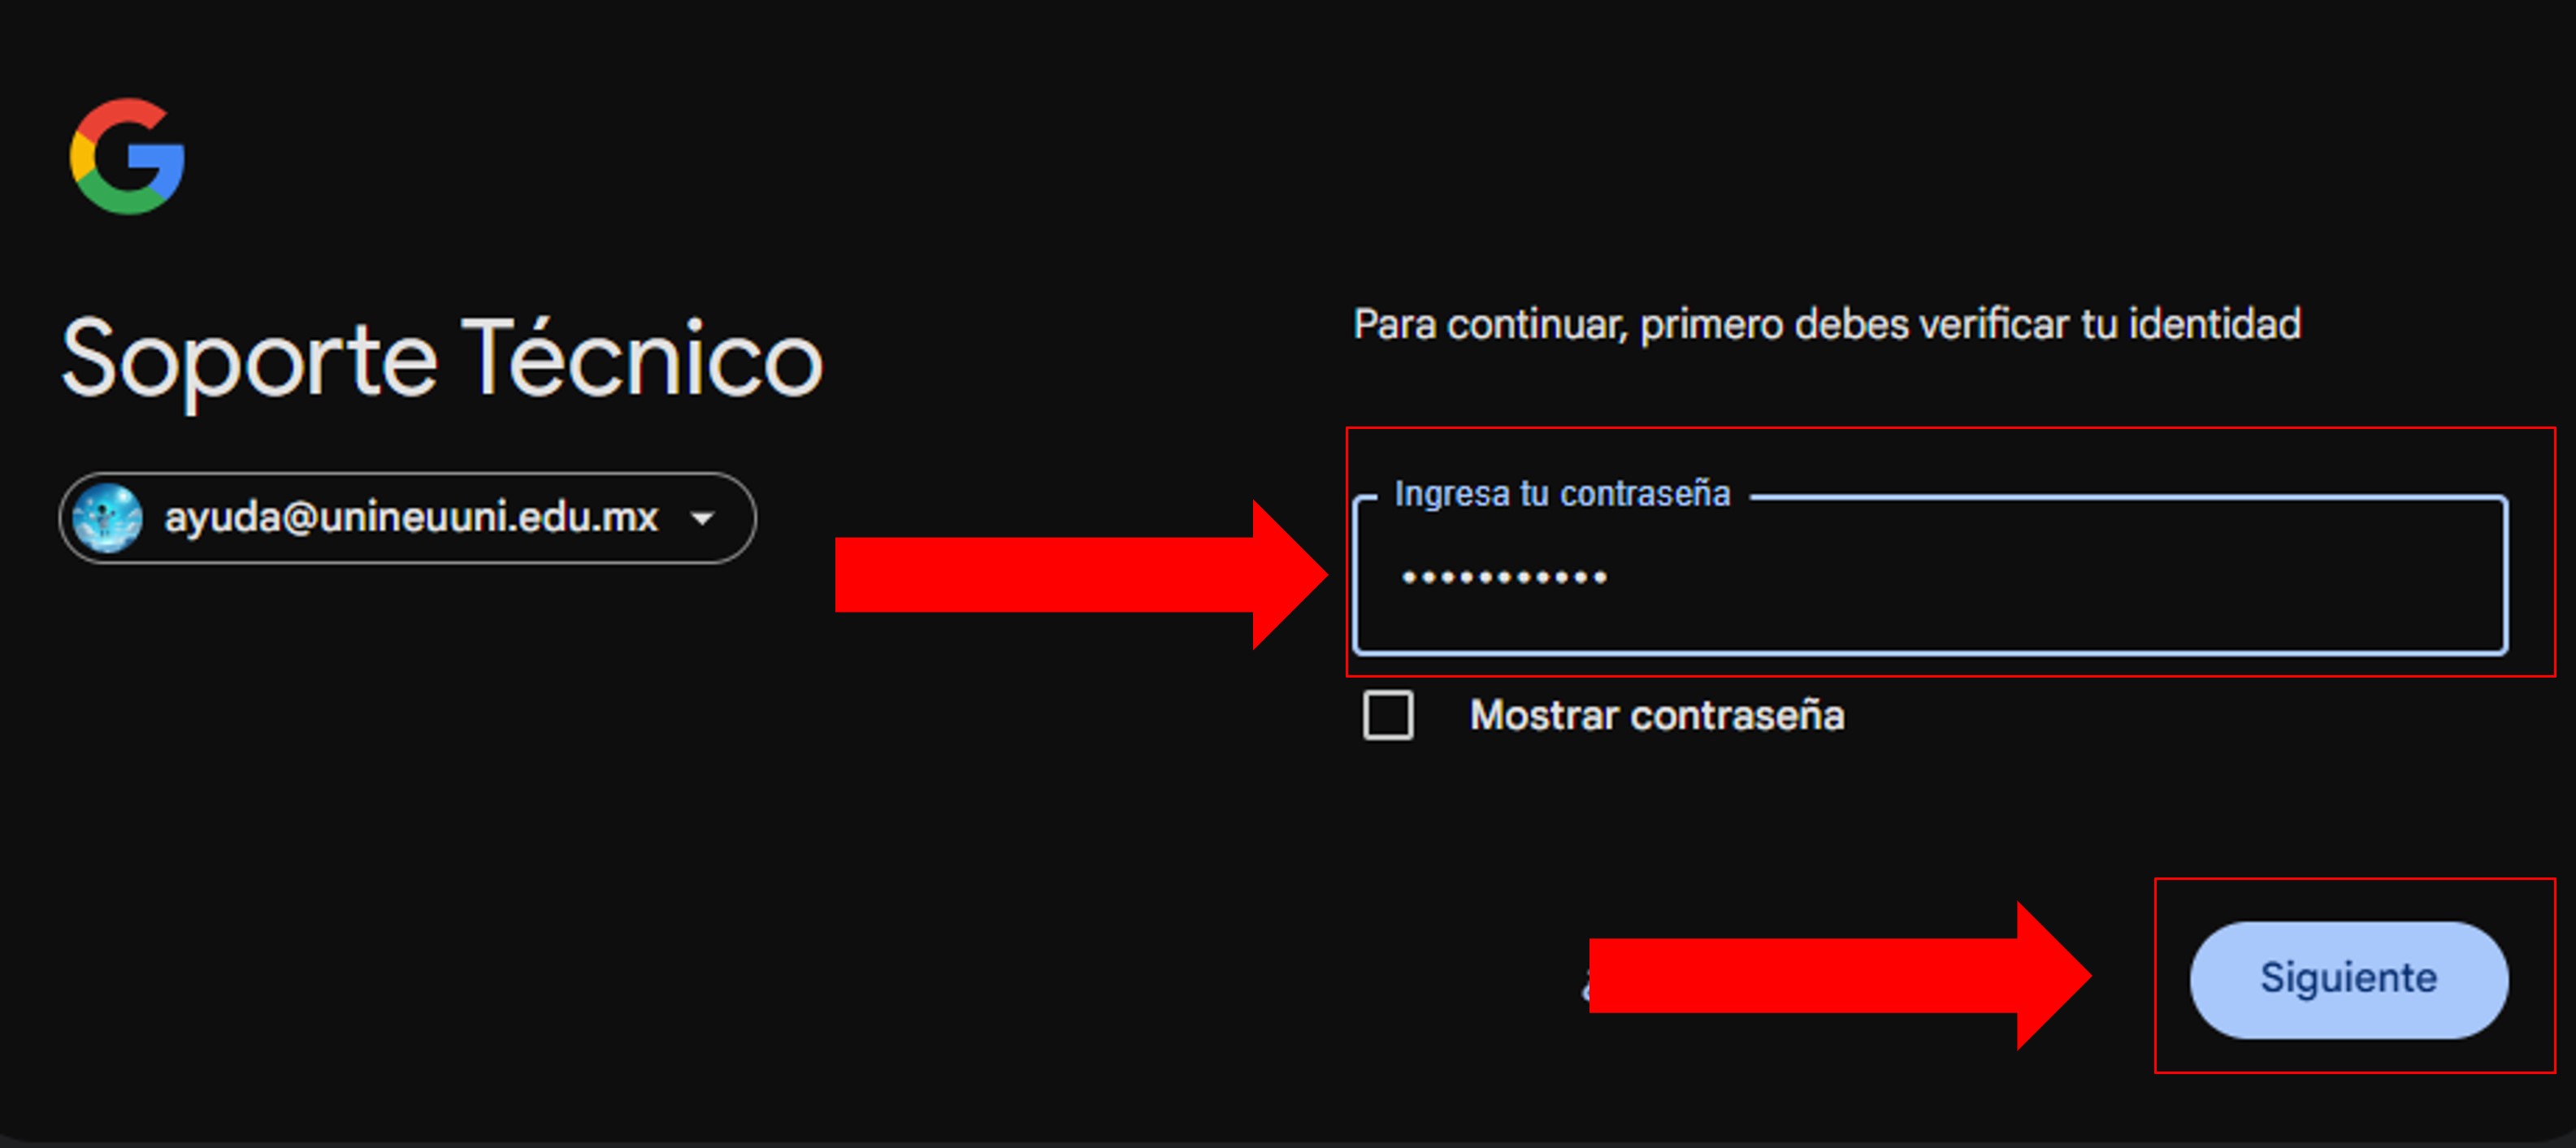 Soporte Técnico
ayuda@unineuuni.edu.mx
Para continuar, primero debes verificar tu identidad
Ingresa tu contraseña
•••••••••••
Mostrar contraseña
Siguiente